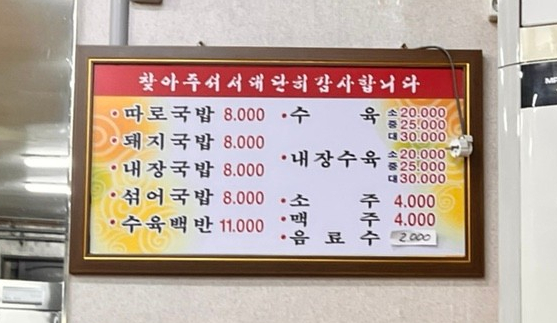 찾아주셔서대단히감사합니다
·따로국밥 8.000
·돼지국밥 8.000
·내장국밥 8.000
·섞어국밥 8.000
·수육백반 11.000
·수육 소 20.000
중 25.000
대 30.000
·내장수육 소 20.000
중 25.000
대 30.000
·소주 4.000
·맥주 4.000
·음료수 2.000